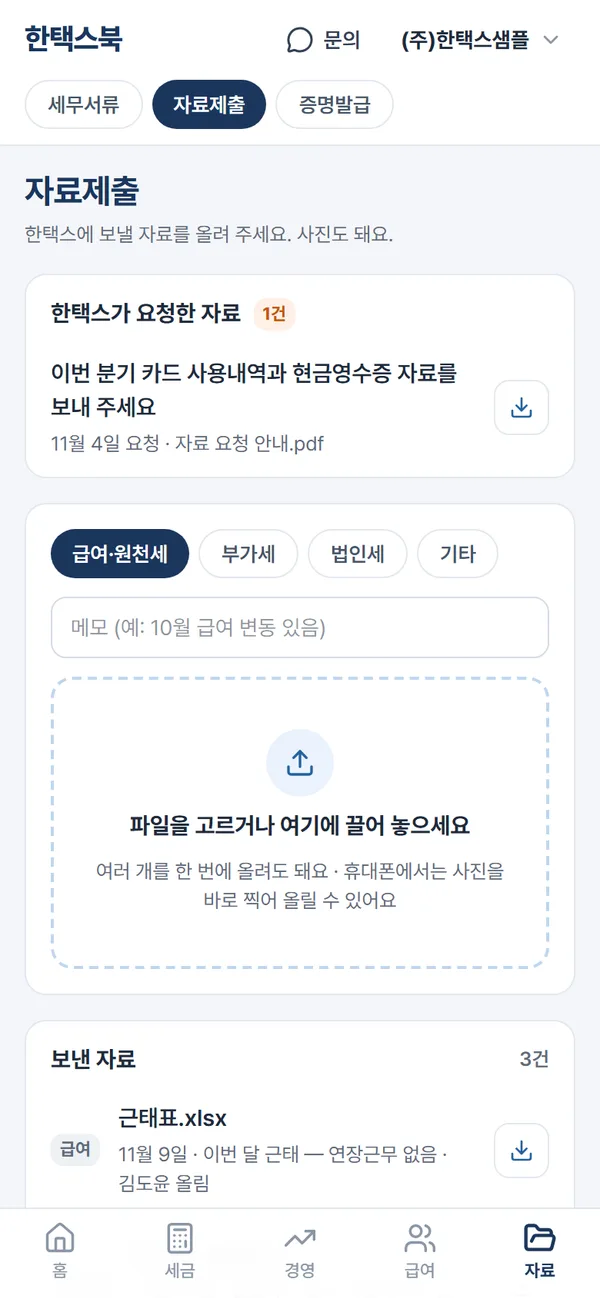 한택스북
문의
(주)한택스샘플
세무서류
자료제출
증명발급
자료제출
한택스에 보낼 자료를 올려 주세요. 사진도 돼요.
한택스가 요청한 자료 1건
이번 분기 카드 사용내역과 현금영수증 자료를
보내 주세요
11월 4일 요청 · 자료 요청 안내.pdf
급여·원천세
부가세
법인세
기타
메모 (예: 10월 급여 변동 있음)
파일을 고르거나 여기에 끌어 놓으세요
여러 개를 한 번에 올려도 돼요 · 휴대폰에서는 사진을
바로 찍어 올릴 수 있어요
보낸 자료
3건
급여
근태표.xlsx
11월 9일 · 이번 달 근태 — 연장근무 없음 ·
김도윤 올림
홈
세금
경영
급여
자료